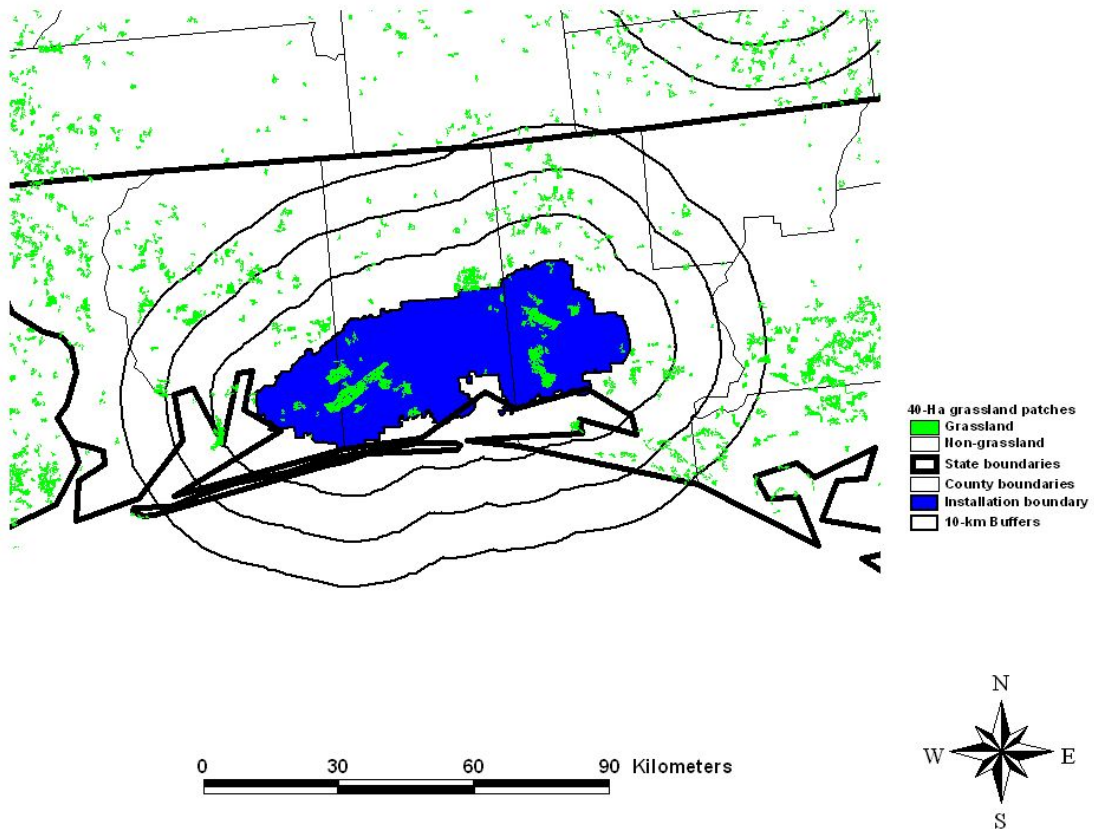 40-Ha grassland patches
Grassland
Non-grassland
State boundaries
County boundaries
Installation boundary
10-km Buffers
N
W E
S
0 30 60 90 Kilometers